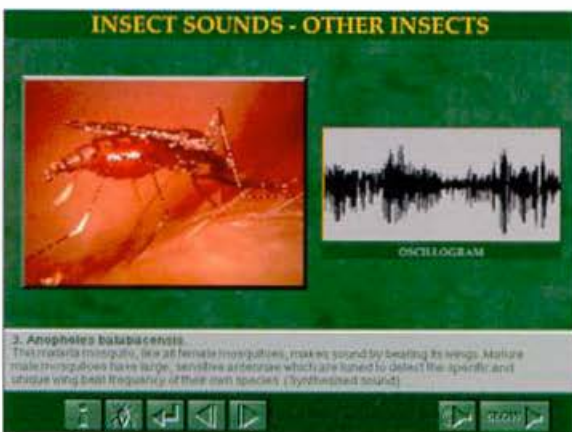 INSECT SOUNDS - OTHER INSECTS
OSCILLOGRAM
3. Anopheles balabacensis.
This malaria mosquito, like all female mosquitoes, makes sound by beating its wings. Mature
male mosquitoes have large, sensitive antennae which are tuned to detect the specific and
unique wing beat frequency of their own species. (Synthesized sound)
i